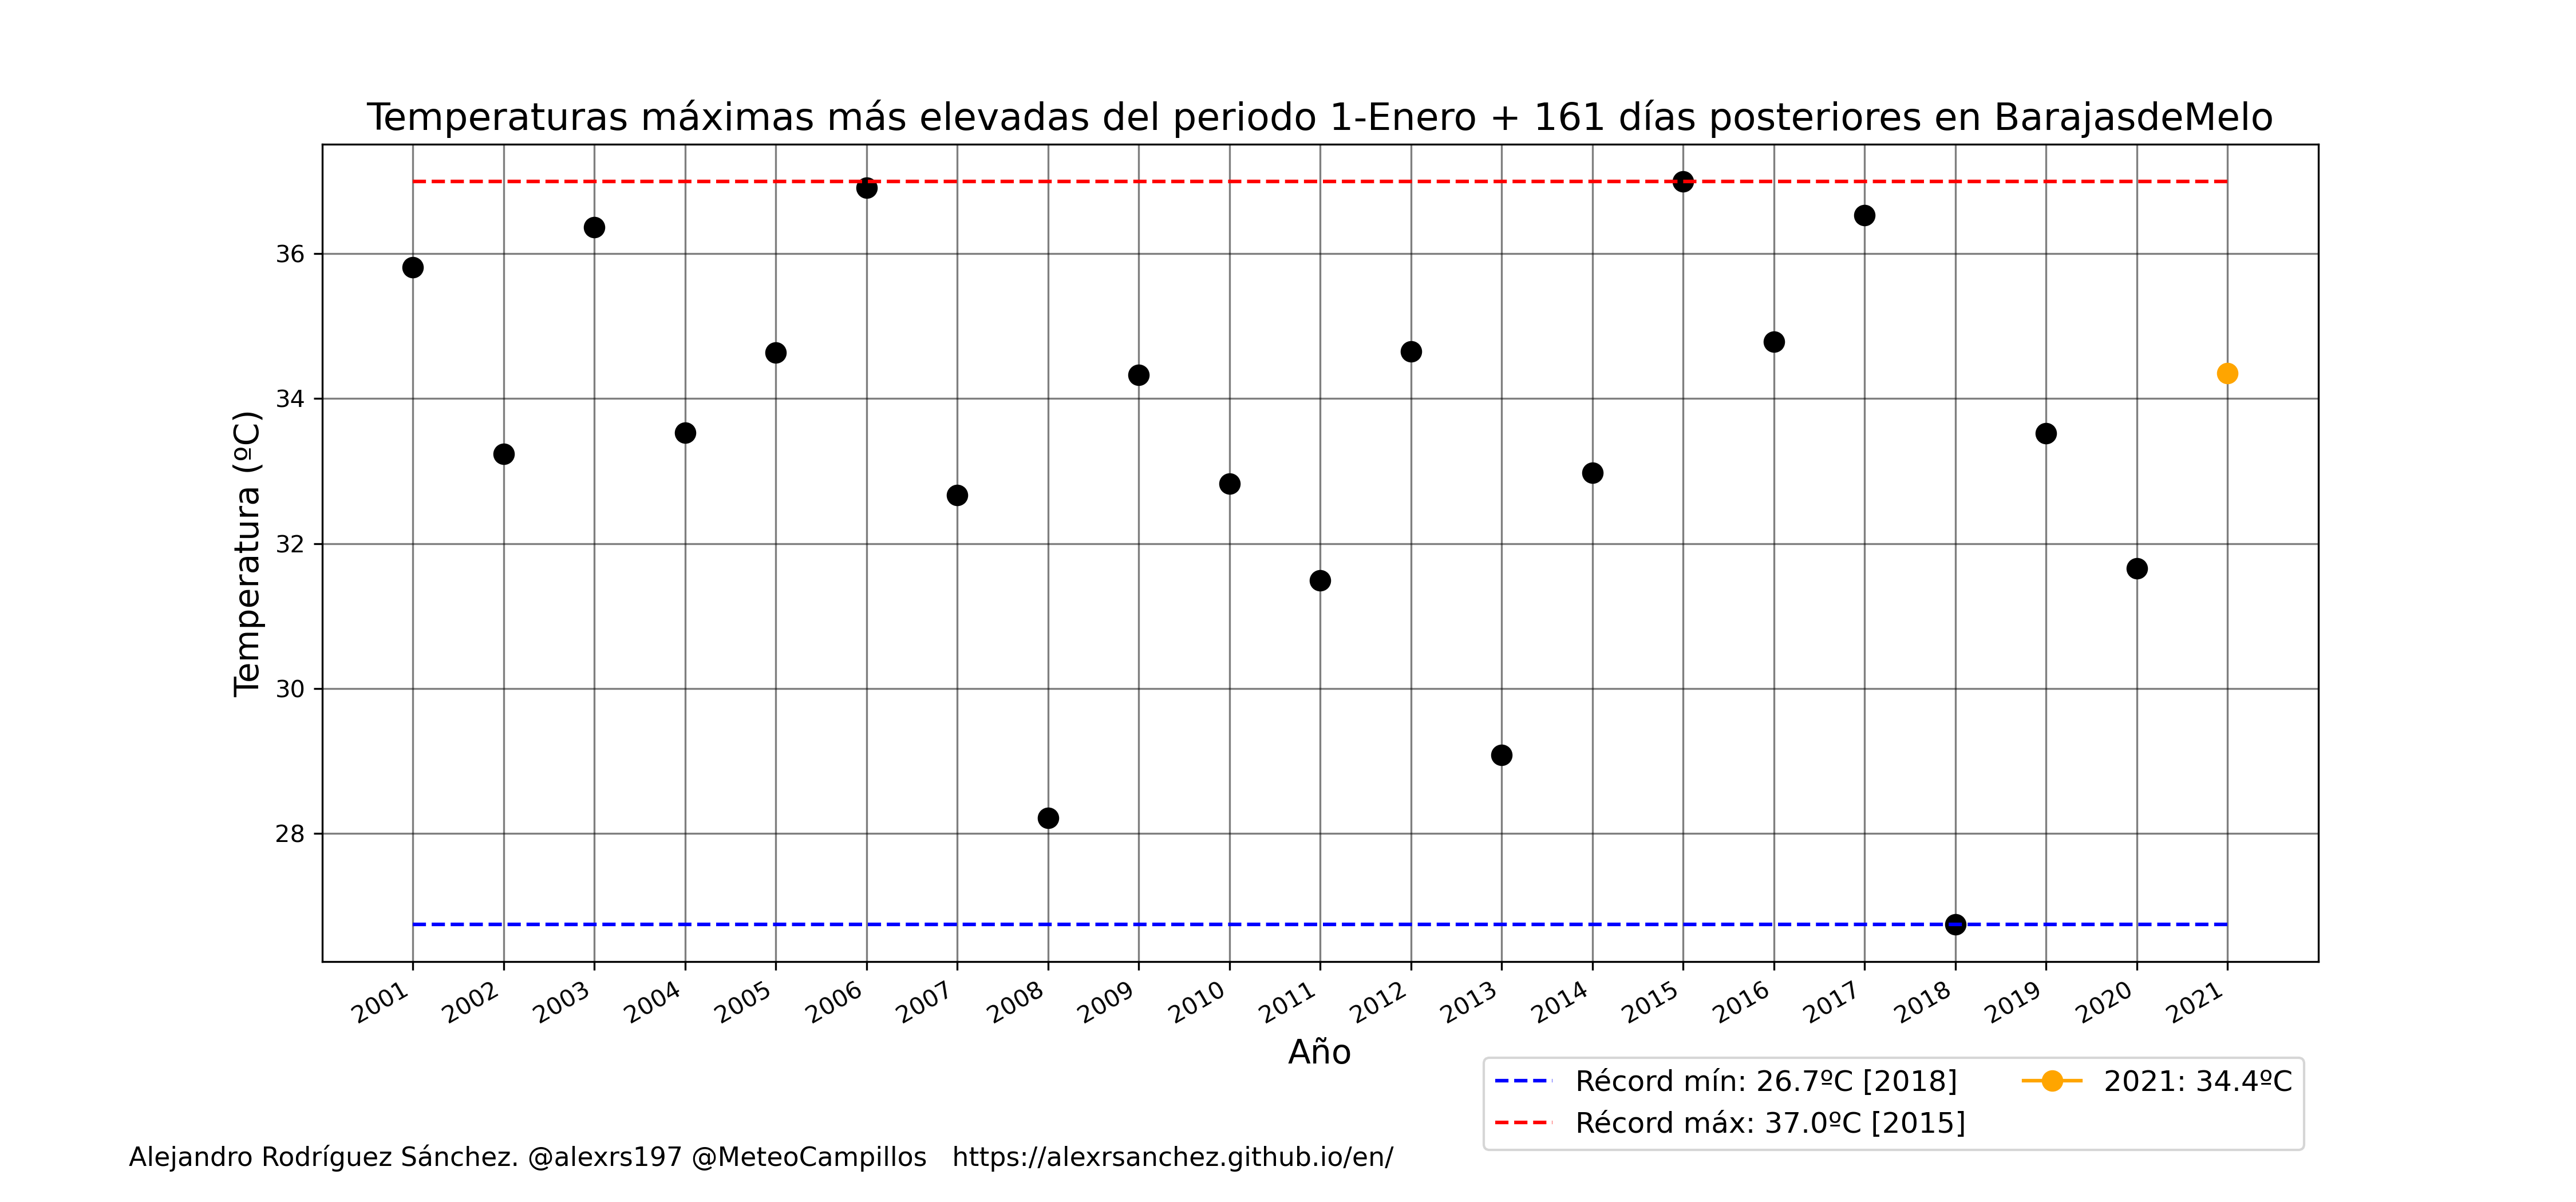 Temperaturas máximas más elevadas del periodo 1-Enero + 161 días posteriores en BarajasdeMelo
Temperatura (ºC)
36
34
32
30
28
2001 2002 2003 2004 2005 2006 2007 2008 2009 2010 2011 2012 2013 2014 2015 2016 2017 2018 2019 2020 2021
Año
Récord mín: 26.7ºC [2018]
Récord máx: 37.0ºC [2015]
2021: 34.4ºC
Alejandro Rodríguez Sánchez. @alexrs197 @MeteoCampillos https://alexrsanchez.github.io/en/